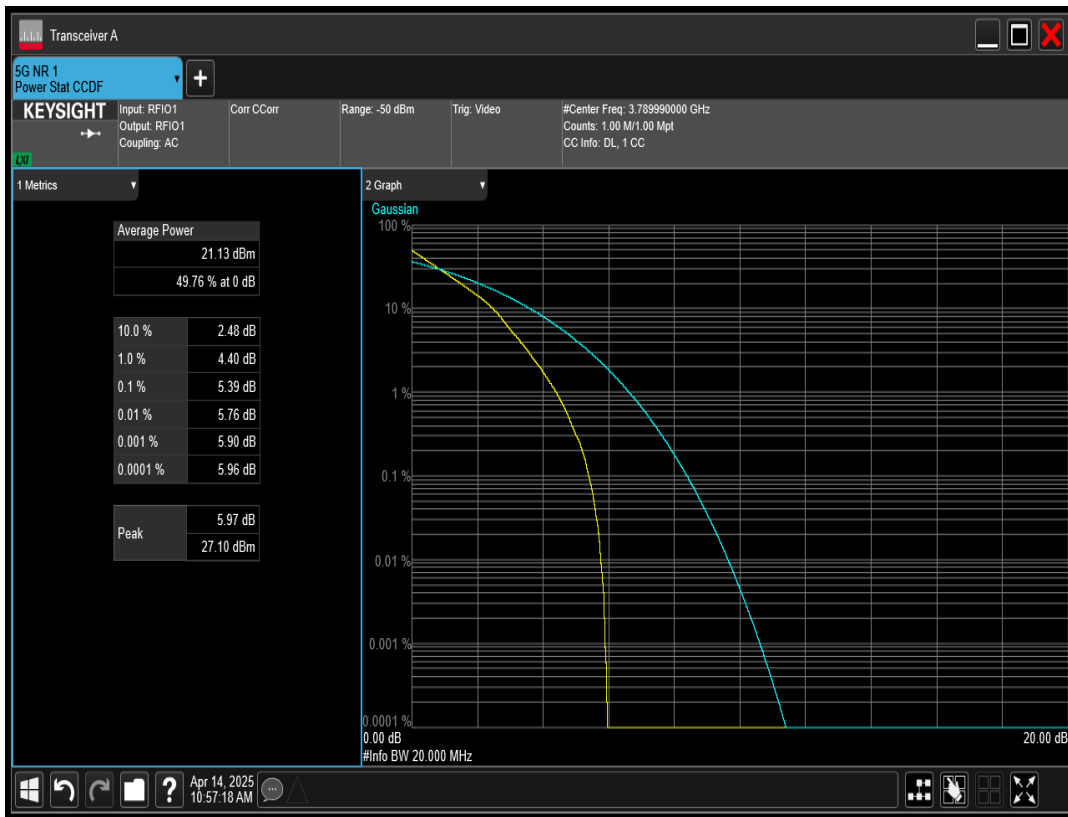 Transceiver A
5G NR 1
Power Stat CCDF
+
KEYSIGHT
LXI
Input: RFIO1
Output: RFIO1
Coupling: AC
Corr CCorr
Range: -50 dBm
Trig: Video
#Center Freq: 3.789990000 GHz
Counts: 1.00 M/1.00 Mpt
CC Info: DL, 1 CC
1 Metrics
Average Power
21.13 dBm
49.76 % at 0 dB
10.0 % 2.48 dB
1.0 % 4.40 dB
0.1 % 5.39 dB
0.01 % 5.76 dB
0.001 % 5.90 dB
0.0001 % 5.96 dB
Peak
5.97 dB
27.10 dBm
2 Graph
Gaussian
100 %
10 %
1 %
0.1 %
0.01 %
0.001 %
0.0001 %
0.00 dB 20.00 dB
#Info BW 20.000 MHz
?
Apr 14, 2025
10:57:18 AM